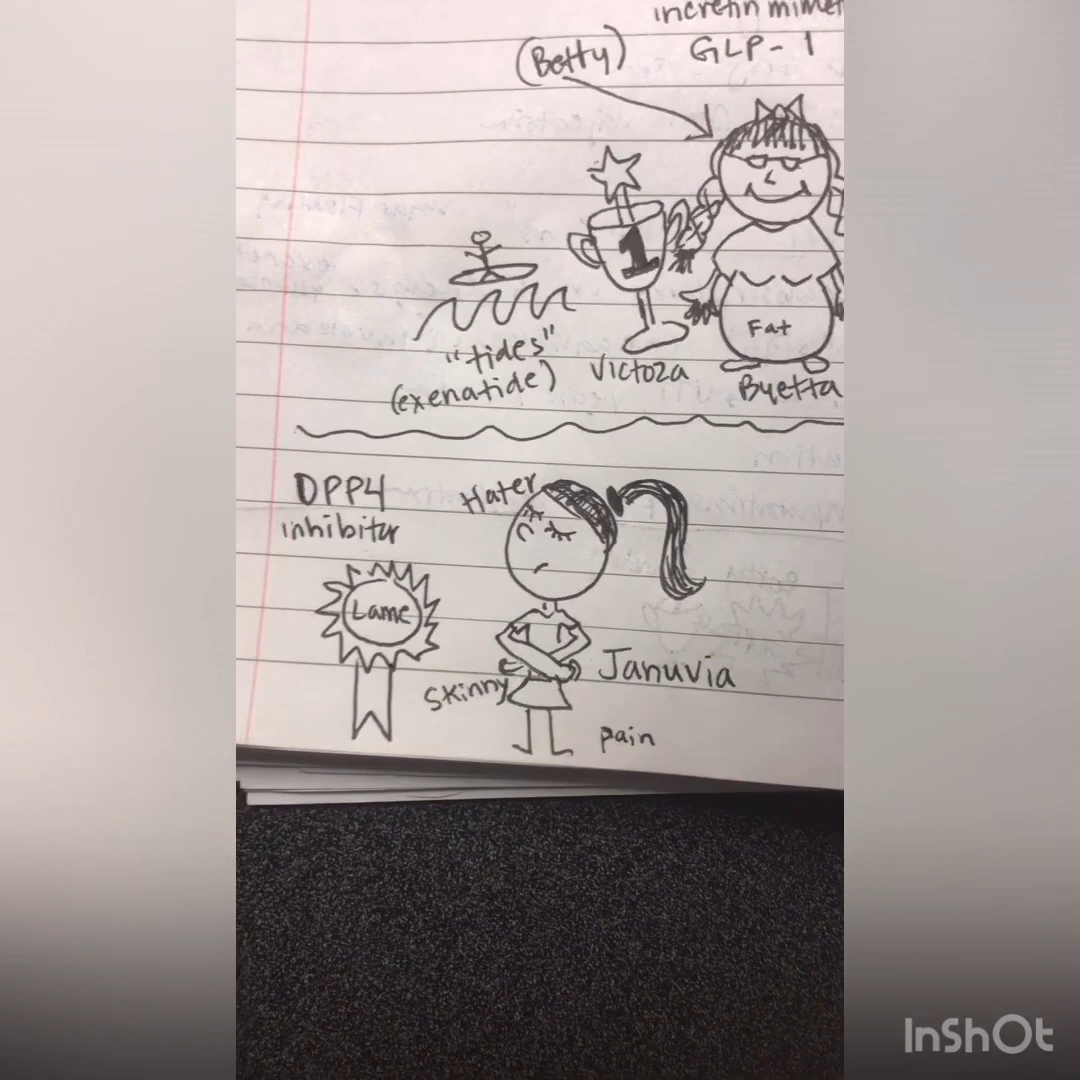 incretin mimet
GLP-1
(Betty)
1
Fat
"tides"
(exenatide)
Victoza
Byetta
DPP4
inhibitor
Hater
Lame
Skinny
Januvia
pain
InShOt